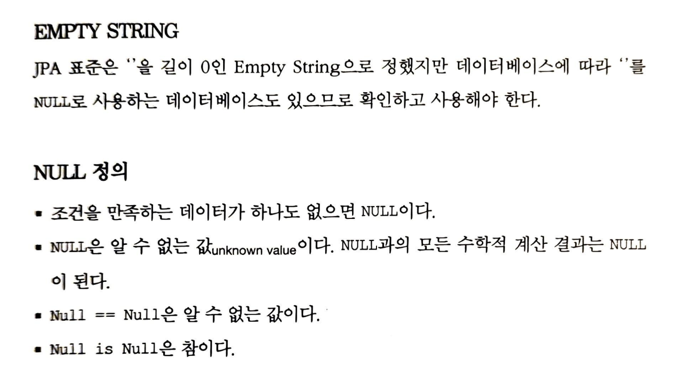 EMPTY STRING
JPA 표준은 ‘’을 길이 0인 Empty String으로 정했지만 데이터베이스에 따라 ‘’를
NULL로 사용하는 데이터베이스도 있으므로 확인하고 사용해야 한다.
NULL 정의
▪ 조건을 만족하는 데이터가 하나도 없으면 NULL이다.
▪ NULL은 알 수 없는 값unknown value이다. NULL과의 모든 수학적 계산 결과는 NULL
이 된다.
▪ Null == Null은 알 수 없는 값이다.
▪ Null is Null은 참이다.